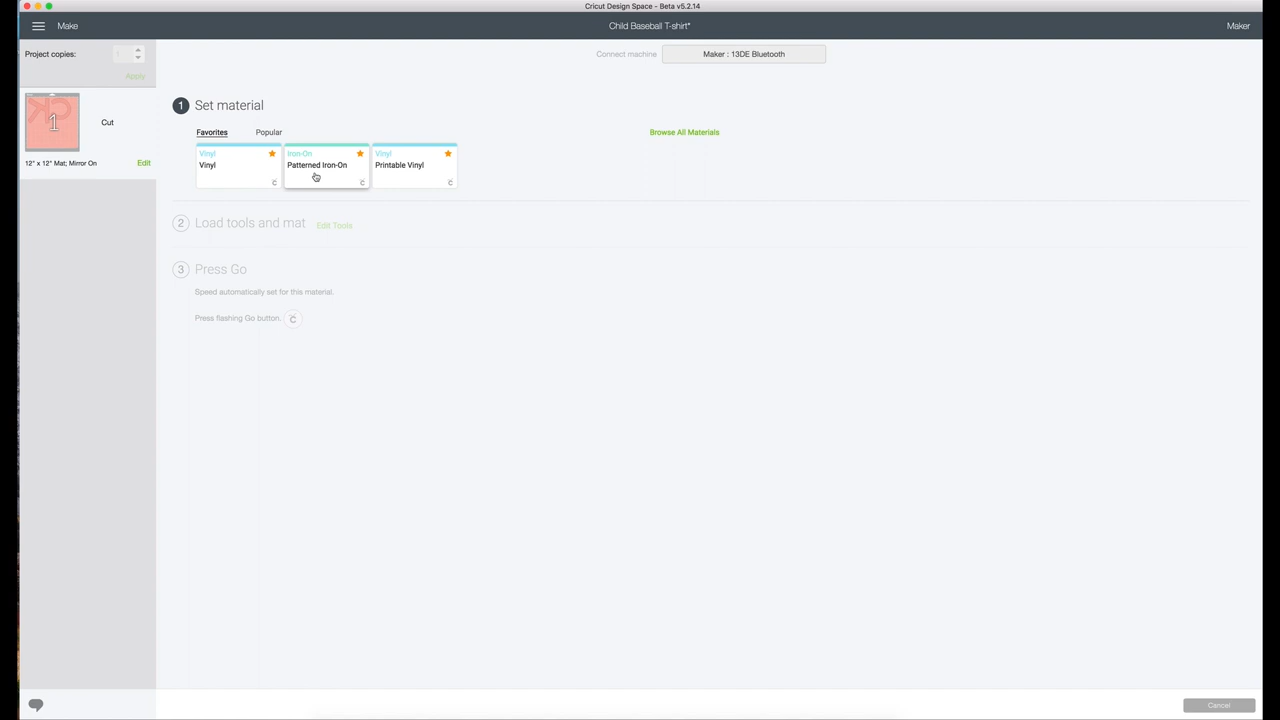 Cricut Design Space - Beta v5.2.14
Make
Child Baseball T-shirt*
Maker
Project copies:
1
Apply
Connect machine
Maker : 13DE Bluetooth
1
Cut
12" x 12" Mat; Mirror On
Edit
1 Set material
Favorites
Popular
Browse All Materials
Vinyl
Vinyl
Iron-On
Patterned Iron-On
Vinyl
Printable Vinyl
2 Load tools and mat
Edit Tools
3 Press Go
Speed automatically set for this material.
Press flashing Go button.
Cancel